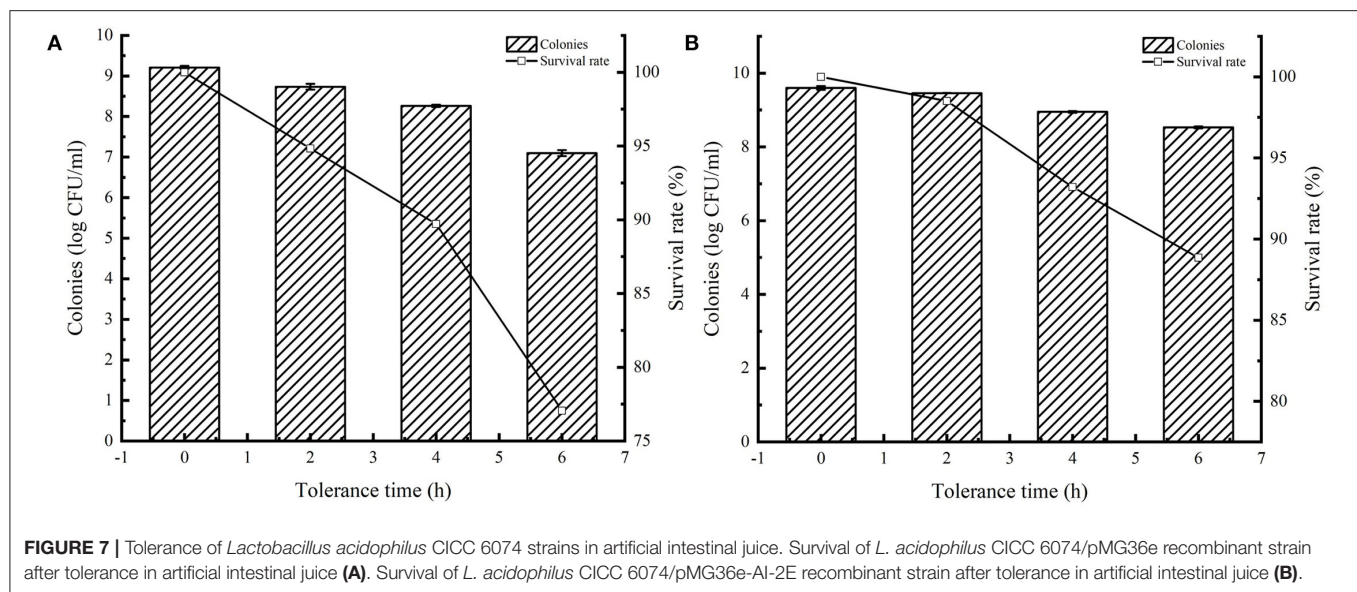 A
Colonies
Survival rate
10
9
8
7
6
5
4
3
2
1
0
Colonies (log CFU/ml)
100
95
90
85
80
75
Survival rate (%)
-1 0 1 2 3 4 5 6 7
Tolerance time (h)
B
Colonies
Survival rate
10
8
6
4
2
0
Colonies (log CFU/ml)
100
95
90
85
80
Survival rate (%)
-1 0 1 2 3 4 5 6 7
Tolerance time (h)
FIGURE 7 | Tolerance of Lactobacillus acidophilus CICC 6074 strains in artificial intestinal juice. Survival of L. acidophilus CICC 6074/pMG36e recombinant strain
after tolerance in artificial intestinal juice (A). Survival of L. acidophilus CICC 6074/pMG36e-AI-2E recombinant strain after tolerance in artificial intestinal juice (B).